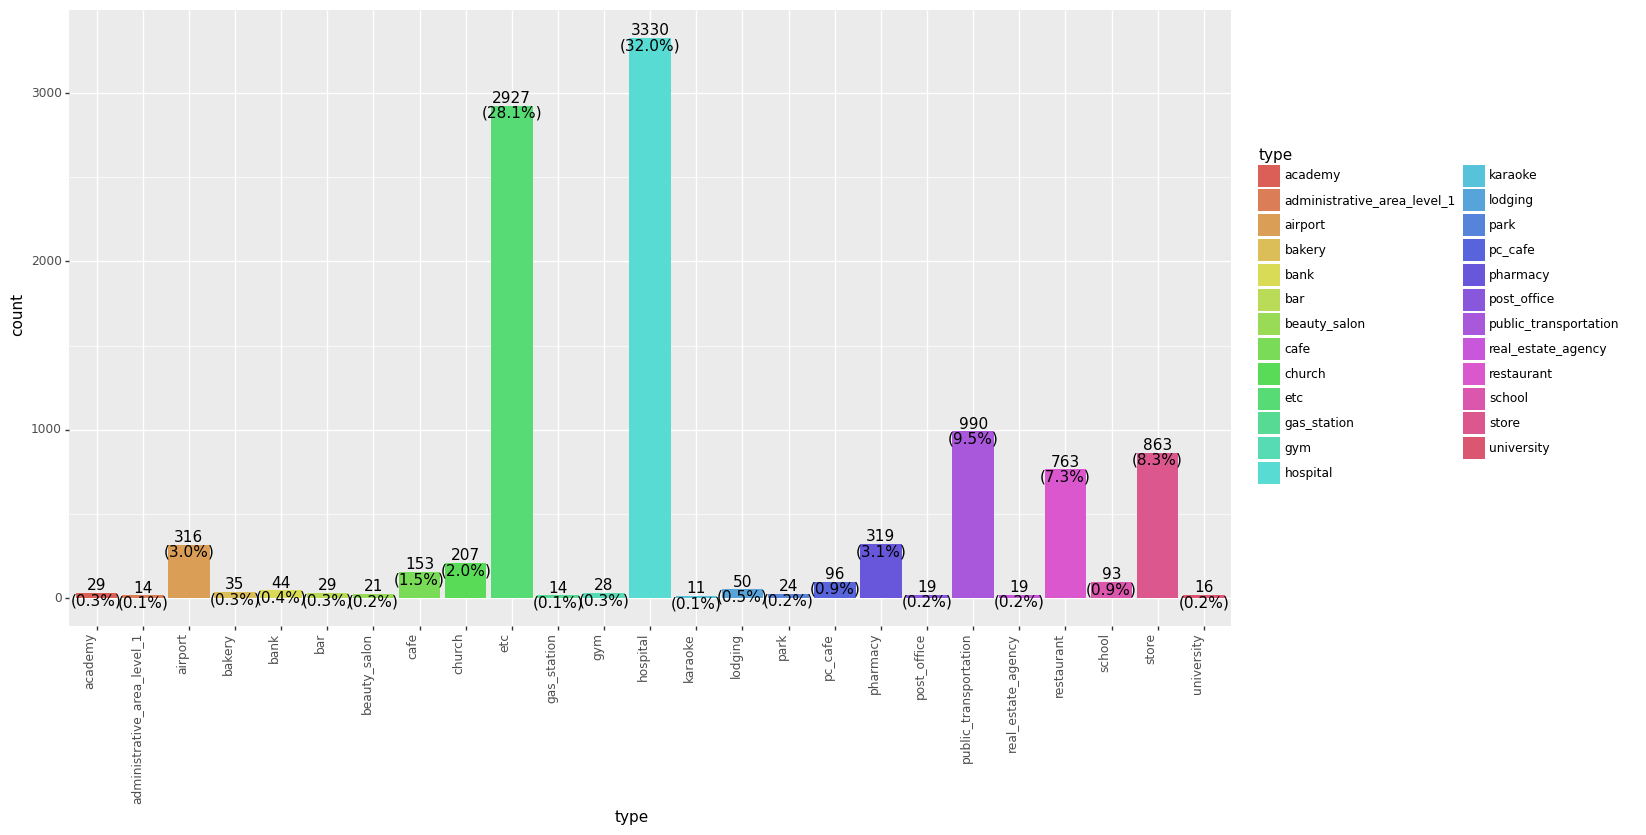 3330
(32.0%)
2927
(28.1%)
990
(9.5%)
863
(8.3%)
763
(7.3%)
316
(3.0%)
319
(3.1%)
207
(2.0%)
153
(1.5%)
29
(0.3%)
14
(0.1%)
35
(0.3%)
44
(0.4%)
29
(0.3%)
21
(0.2%)
14
(0.1%)
28
(0.3%)
11
(0.1%)
50
(0.5%)
24
(0.2%)
96
(0.9%)
19
(0.2%)
19
(0.2%)
93
(0.9%)
16
(0.2%)
3000
2000
1000
0
count
academy
administrative_area_level_1
airport
bakery
bank
bar
beauty_salon
cafe
church
etc
gas_station
gym
hospital
karaoke
lodging
park
pc_cafe
pharmacy
post_office
public_transportation
real_estate_agency
restaurant
school
store
university
type
type
academy
administrative_area_level_1
airport
bakery
bank
bar
beauty_salon
cafe
church
etc
gas_station
gym
hospital
karaoke
lodging
park
pc_cafe
pharmacy
post_office
public_transportation
real_estate_agency
restaurant
school
store
university